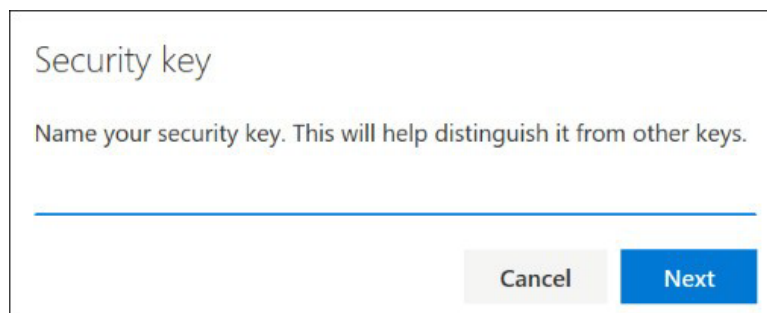 Security key
Name your security key. This will help distinguish it from other keys.
Cancel Next